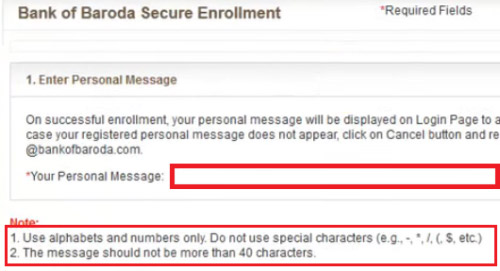 Bank of Baroda Secure Enrollment
*Required Fields
1. Enter Personal Message
On successful enrollment, your personal message will be displayed on Login Page to a
case your registered personal message does not appear, click on Cancel button and re
@bankofbaroda.com.
*Your Personal Message:
Note:
1. Use alphabets and numbers only. Do not use special characters (e.g., -, *, /, (, $, etc.)
2. The message should not be more than 40 characters.